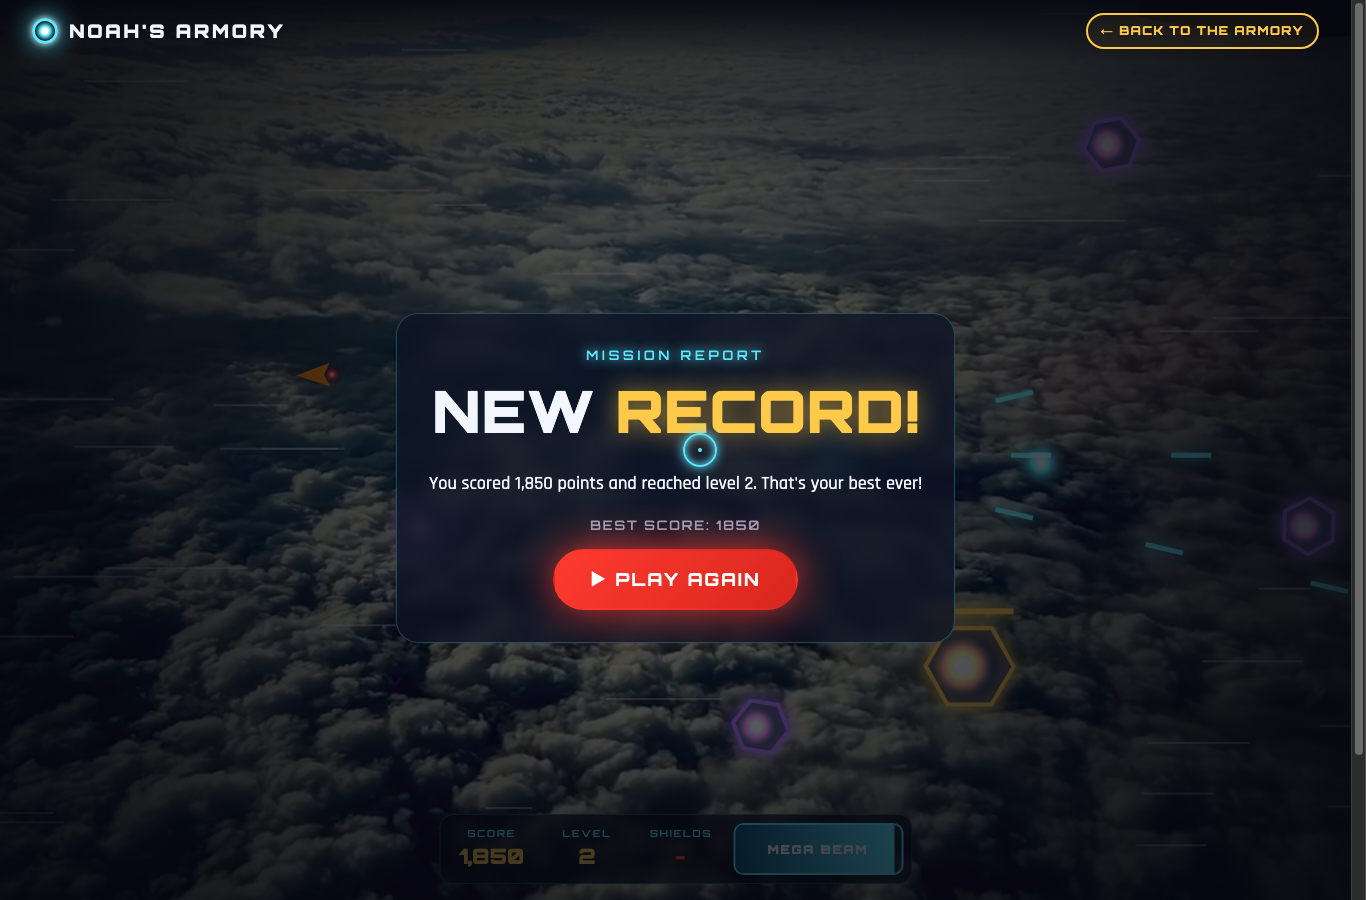 NOAH'S ARMORY
← BACK TO THE ARMORY
MISSION REPORT
NEW RECORD!
You scored 1,850 points and reached level 2. That's your best ever!
BEST SCORE: 1850
▶ PLAY AGAIN
SCORE LEVEL SHIELDS
1,850 2 -
MEGA BEAM